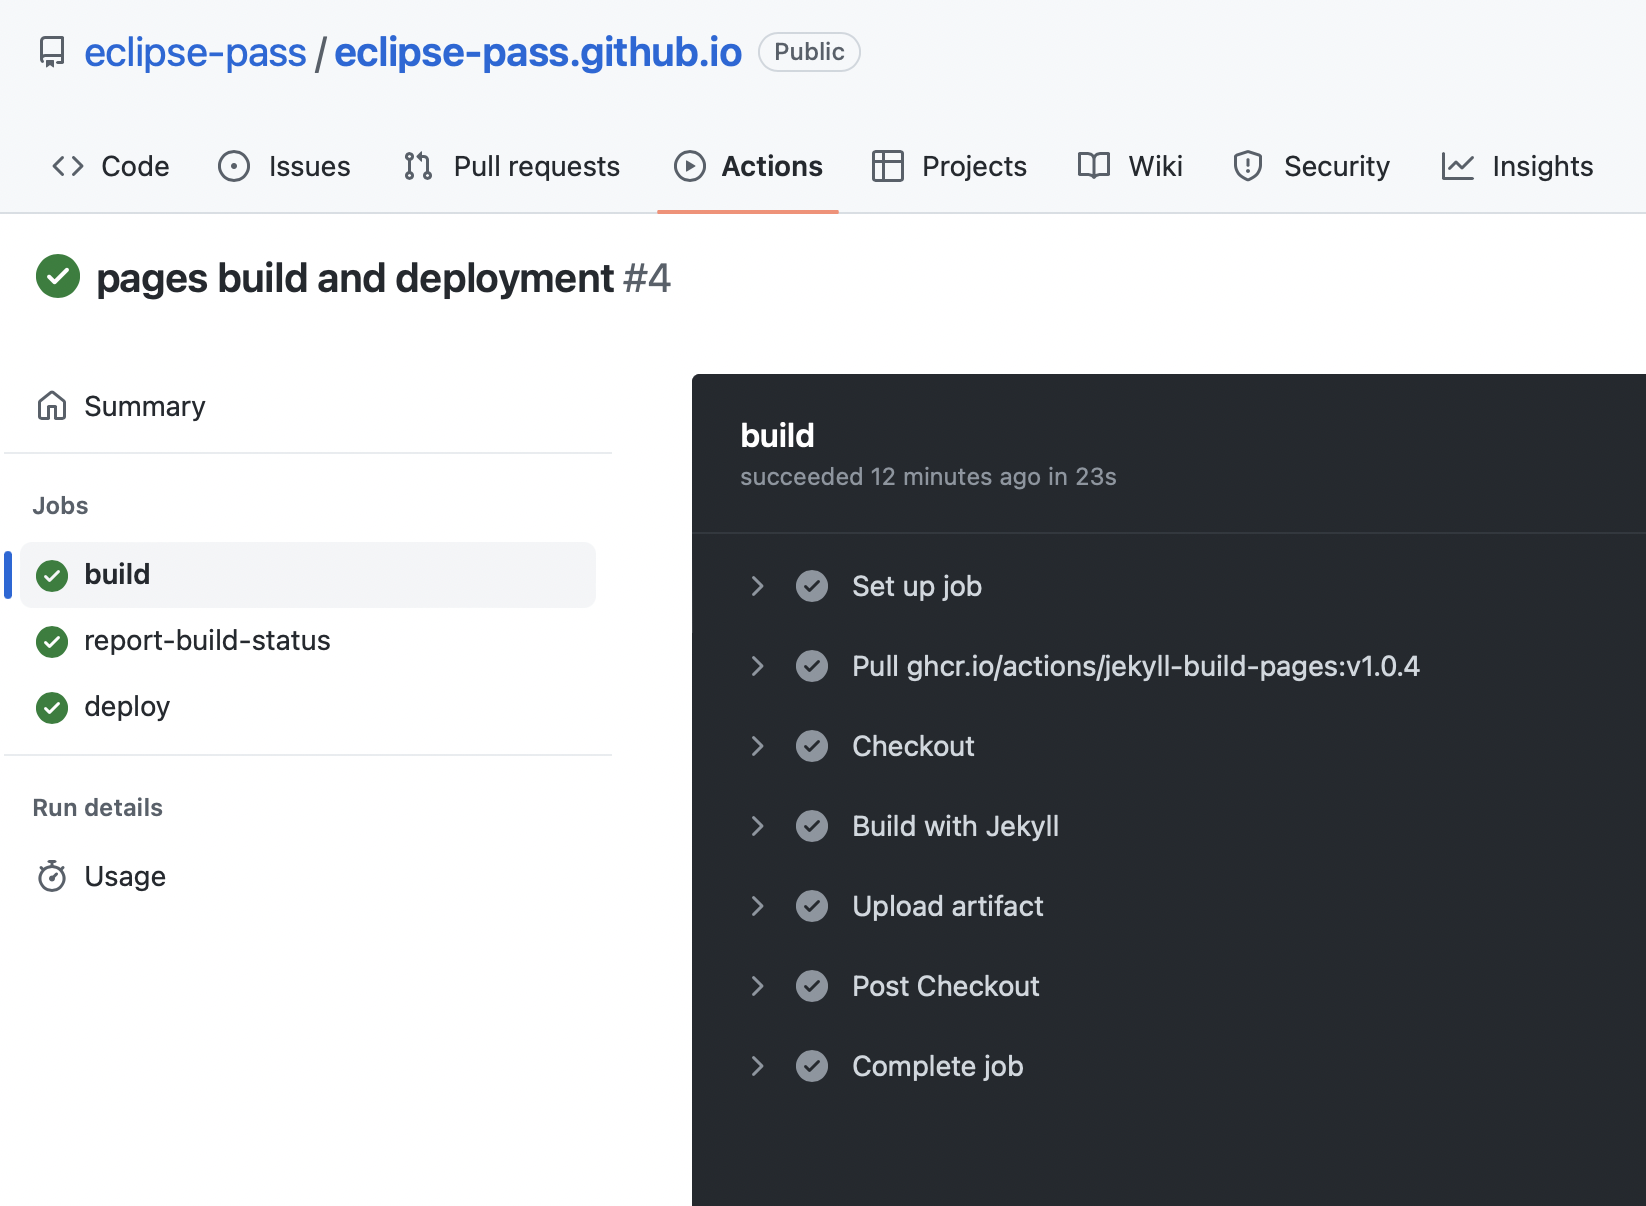 eclipse-pass / eclipse-pass.github.io Public
Code Issues Pull requests Actions Projects Wiki Security Insights
pages build and deployment #4
Summary
Jobs
build
report-build-status
deploy
Run details
Usage
build
succeeded 12 minutes ago in 23s
Set up job
Pull ghcr.io/actions/jekyll-build-pages:v1.0.4
Checkout
Build with Jekyll
Upload artifact
Post Checkout
Complete job